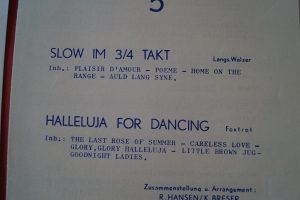 5
SLOW IM 3/4 TAKT Langs.Walzer
Inh.: PLAISIR D'AMOUR - POEME - HOME ON THE
RANGE - AULD LANG SYNE.
HALLELUJA FOR DANCING Foxtrot
Inh.: THE LAST ROSE OF SUMMER - CARELESS LOVE -
GLORY,GLORY HALLELUJA - LITTLE BROWN JUG-
GOODNIGHT LADIES.
Zusammenstellung u. Arrangement:
R.HANSEN/K.BRESER